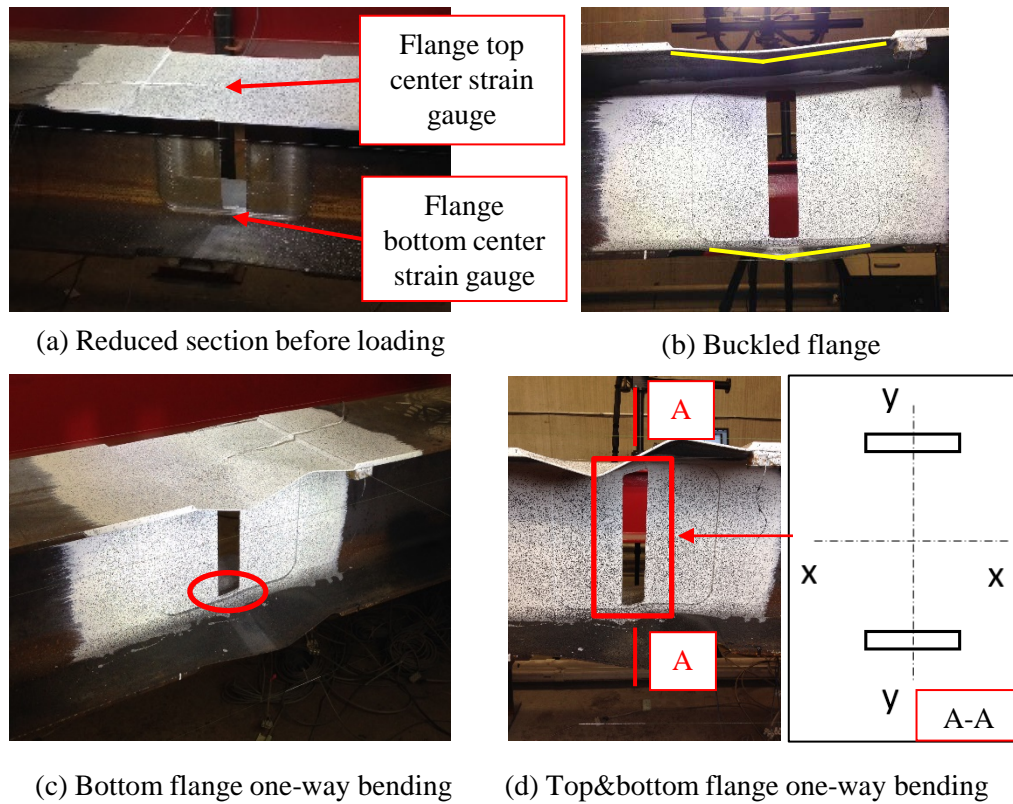 Flange top
center strain
gauge
Flange
bottom center
strain gauge
(a) Reduced section before loading
(b) Buckled flange
A
A
y
x
x
y
A-A
(c) Bottom flange one-way bending
(d) Top&bottom flange one-way bending